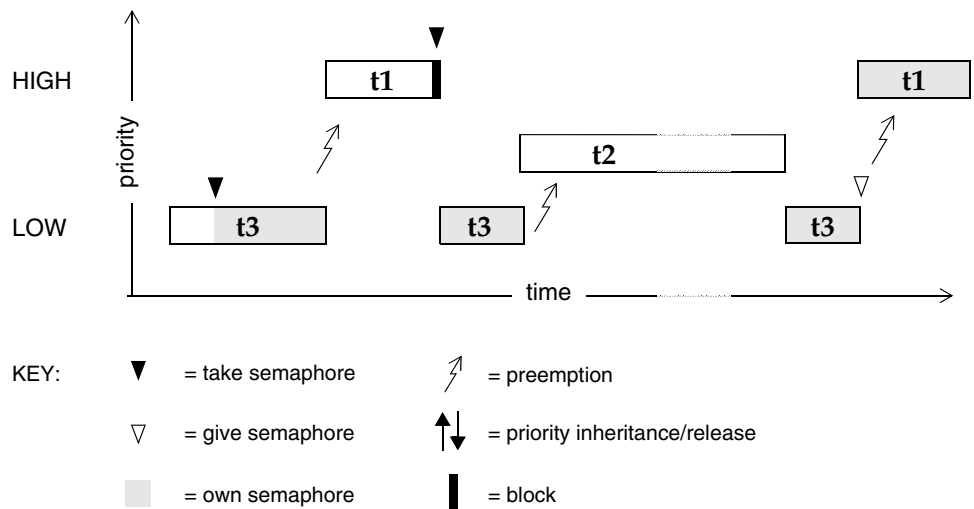 HIGH
t1
t1
priority
t2
LOW
t3
t3
t3
time
KEY:
= take semaphore
= preemption
= give semaphore
= priority inheritance/release
= own semaphore
= block